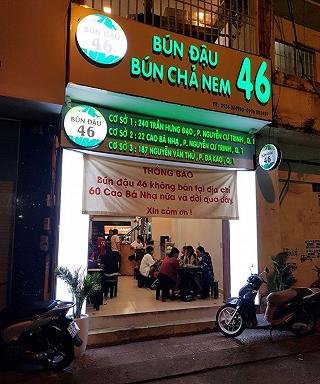 BÚN ĐẬU
46
BÚN ĐẬU
BÚN CHẢ NEM 46
BÚN ĐẬU
46
CƠ SỞ 1 : 240 TRẦN HƯNG ĐẠO , P. NGUYỄN CƯ TRINH , Q. 1
CƠ SỞ 2 : 22 CAO BÁ NHẠ , P. NGUYỄN CƯ TRINH , Q. 1
CƠ SỞ 3 : 187 NGUYỄN VĂN THỦ , P. ĐA KAO , Q. 1
THÔNG BÁO
Bún đậu 46 không bán tại địa chỉ
60 Cao Bá Nhạ nữa và dời qua đây.
Xin cảm ơn !